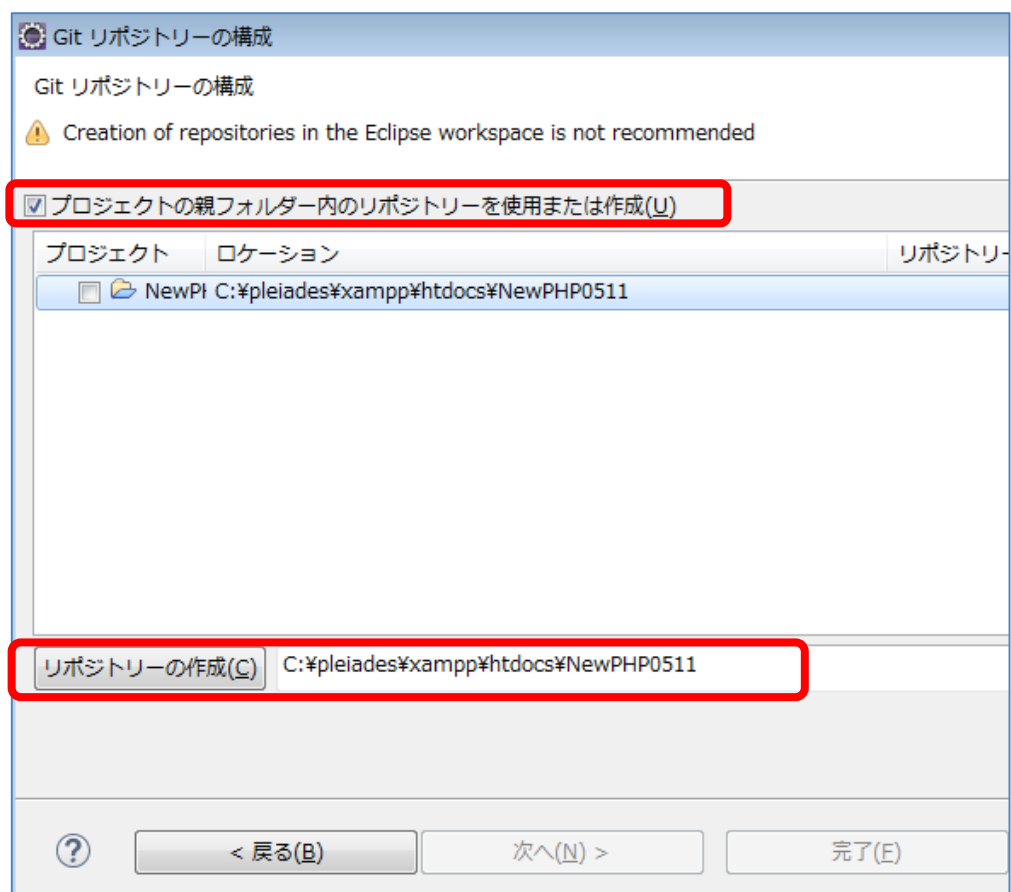 Git リポジトリーの構成
Git リポジトリーの構成
Creation of repositories in the Eclipse workspace is not recommended
プロジェクトの親フォルダー内のリポジトリーを使用または作成(U)
プロジェクト ロケーション リポジトリー
NewPH C:¥pleiades¥xampp¥htdocs¥NewPHP0511
リポジトリーの作成(C) C:¥pleiades¥xampp¥htdocs¥NewPHP0511
< 戻る(B) 次へ(N) > 完了(F)